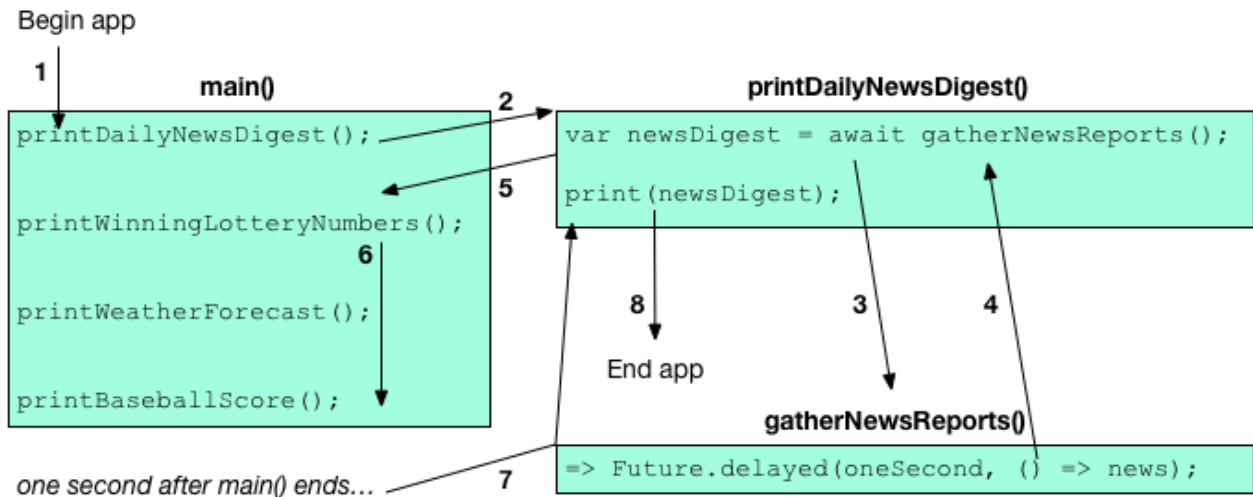 Begin app
1
main()
2
printDailyNewsDigest()
printDailyNewsDigest();
var newsDigest = await gatherNewsReports();
5
print(newsDigest);
printWinningLotteryNumbers();
6
3
4
8
printWeatherForecast();
End app
printBaseballScore();
gatherNewsReports()
=> Future.delayed(oneSecond, () => news);
one second after main() ends...
7